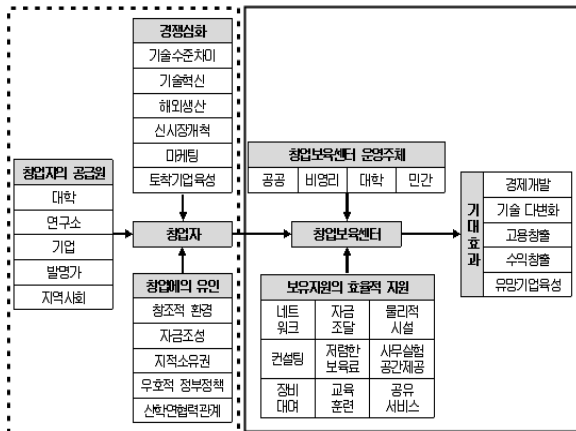 경쟁심화
기술수준차이
기술혁신
해외생산
신시장개척
마케팅
토착기업육성
창업자의 공급원
대학
연구소
기업
발명가
지역사회
창업자
창업에의 유인
창조적 환경
자금조성
지적소유권
우호적 정부정책
산학연협력관계
창업보육센터 운영주체
공공 비영리 대학 민간
창업보육센터
보유자원의 효율적 지원
네트 자금 물리적
워크 조달 시설
컨설팅 저렴한 사무실험
보육료 공간제공
장비 교육 공유
대여 훈련 서비스
기대효과
경제개발
기술 다변화
고용창출
수익창출
유망기업육성